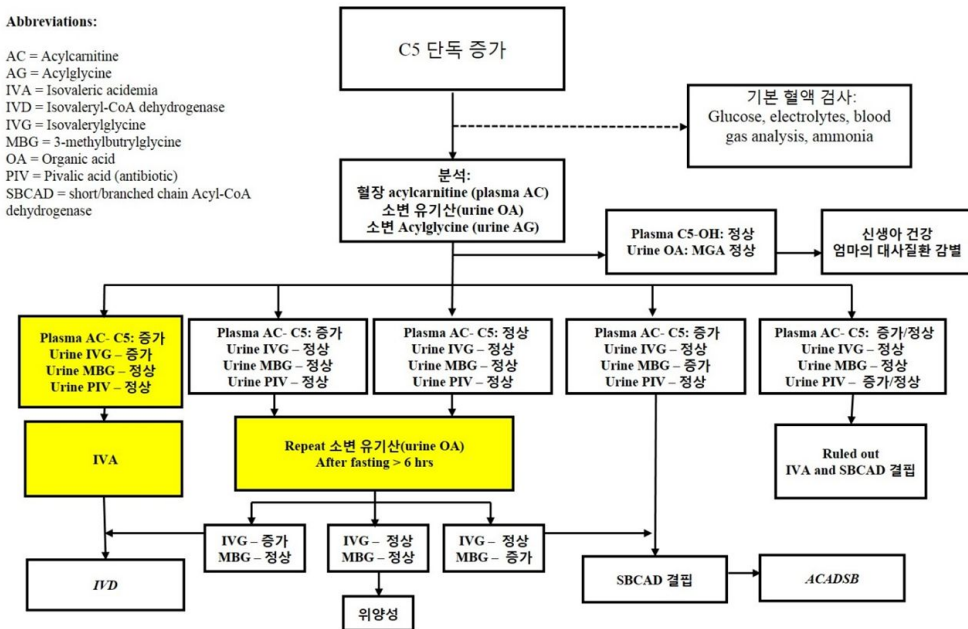 Abbreviations:
AC = Acylcarnitine
AG = Acylglycine
IVA = Isovaleric acidemia
IVD = Isovaleryl-CoA dehydrogenase
IVG = Isovalerylglycine
MBG = 3-methylbutrylglycine
OA = Organic acid
PIV = Pivalic acid (antibiotic)
SBCAD = short/branched chain Acyl-CoA
dehydrogenase
C5 단독 증가
기본 혈액 검사:
Glucose, electrolytes, blood
gas analysis, ammonia
분석:
혈장 acylcarnitine (plasma AC)
소변 유기산(urine OA)
소변 Acylglycine (urine AG)
Plasma C5-OH: 정상
Urine OA: MGA 정상
신생아 건강
엄마의 대사질환 감별
Plasma AC- C5: 증가
Urine IVG – 증가
Urine MBG – 정상
Urine PIV – 정상
Plasma AC- C5: 증가
Urine IVG – 정상
Urine MBG – 정상
Urine PIV – 정상
Plasma AC- C5: 정상
Urine IVG – 정상
Urine MBG – 정상
Urine PIV – 정상
Plasma AC- C5: 증가
Urine IVG – 정상
Urine MBG – 증가
Urine PIV – 정상
Plasma AC- C5: 증가/정상
Urine IVG – 정상
Urine MBG – 정상
Urine PIV – 증가/정상
IVA
Repeat 소변 유기산(urine OA)
After fasting > 6 hrs
Ruled out
IVA and SBCAD 결핍
IVG – 증가
MBG – 정상
IVG – 정상
MBG – 정상
IVG – 정상
MBG – 증가
IVD
위양성
SBCAD 결핍
ACADSB